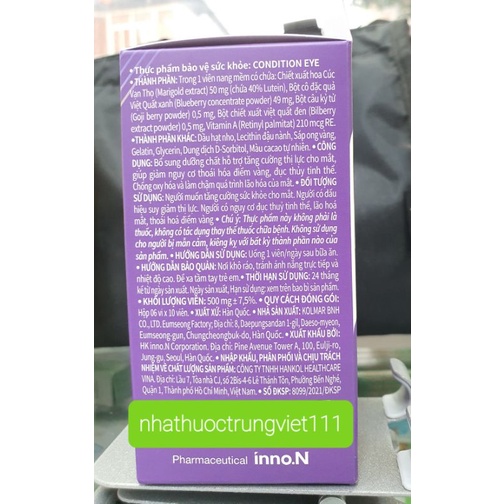 • Thực phẩm bảo vệ sức khỏe: CONDITION EYE
• THÀNH PHẦN: Trong 1 viên nang mềm có chứa: Chiết xuất hoa Cúc
Vạn Thọ (Marigold extract) 50 mg (chứa 40% Lutein), Bột cô đặc quả
Việt Quất xanh (Blueberry concentrate powder) 49 mg, Bột câu kỷ tử
(Goji berry powder) 0,5 mg, Bột chiết xuất việt quất đen (Bilberry
extract powder) 0,5 mg, Vitamin A (Retinyl palmitat) 210 mcg RE.
•THÀNH PHẦN KHÁC: Dầu hạt nho, Lecithin đậu nành, Sáp ong vàng,
Gelatin, Glycerin, Dung dịch D-Sorbitol, Màu cacao tự nhiên. • CÔNG
DỤNG: Bổ sung dưỡng chất hỗ trợ tăng cường thị lực cho mắt,
giúp giảm nguy cơ thoái hóa điểm vàng, đục thủy tinh thể.
Chống oxy hóa và làm chậm quá trình lão hóa của mắt. • ĐỐI TƯỢNG
SỬ DỤNG: Người muốn tăng cường sức khỏe cho mắt. Người có dấu
hiệu suy giảm thị lực. Người có nguy cơ đục thuỷ tinh thể, lão hoá
mắt, thoái hoá điểm vàng • Chú ý: Thực phẩm này không phải là
thuốc, không có tác dụng thay thế thuốc chữa bệnh. Không sử dụng
cho người bị mẫn cảm, kiêng kỵ với bất kỳ thành phần nào của
sản phẩm. • HƯỚNG DẪN SỬ DỤNG: Uống 1 viên/ngày sau bữa ăn.
• HƯỚNG DẪN BẢO QUẢN: Nơi khô ráo, tránh ánh nắng trực tiếp và
nhiệt độ cao. Để xa tầm tay trẻ em. • THỜI HẠN SỬ DỤNG: 24 tháng
kể từ ngày sản xuất. Ngày sản xuất, Hạn sử dụng: xem trên bao bì sản phẩm.
• KHỐI LƯỢNG VIÊN: 500 mg ± 7,5%. • QUY CÁCH ĐÓNG GÓI:
Hộp 06 vỉ x 10 viên. • XUẤT XỨ: Hàn Quốc. • NHÀ SẢN XUẤT: KOLMAR BNH
CO., LTD. Eumseong Factory; Địa chỉ: 8, Daepungsandan 1-gil, Daeso-myeon,
Eumseong-gun, Chungcheongbuk-do, Hàn Quốc. • XUẤT KHẨU BỞI:
HK inno.N Corporation. Địa chỉ: Pine Avenue Tower A, 100, Eulji-ro,
Jung-gu, Seoul, Hàn Quốc. • NHẬP KHẨU, PHÂN PHỐI VÀ CHỊU TRÁCH
NHIỆM VỀ CHẤT LƯỢNG SẢN PHẨM: CÔNG TY TNHH HANKOL HEALTHCARE
VINA. Địa chỉ: Lầu 7, Tòa nhà CJ, số 2Bis-4-6 Lê Thánh Tôn, Phường Bến Nghé,
Quận 1, Thành phố Hồ Chí Minh, Việt Nam. • SỐ ĐKSP: 8099/2021/ĐKSP
nhathuoctrungviet111
Pharmaceutical inno.N